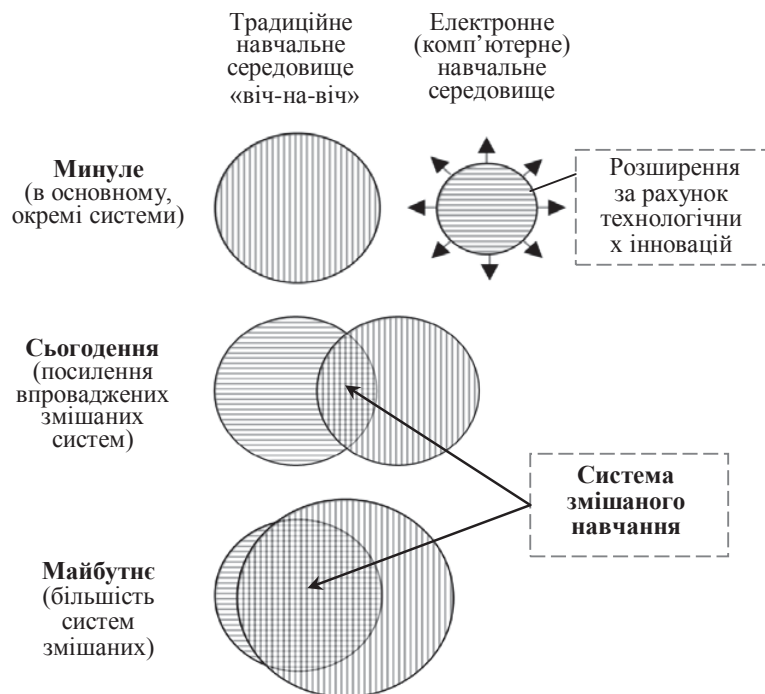 Традиційне
навчальне
середовище
«віч-на-віч»
Електронне
(комп’ютерне)
навчальне
середовище
Минуле
(в основному,
окремі системи)
Розширення
за рахунок
технологічни
х інновацій
Сьогодення
(посилення
впроваджених
змішаних
систем)
Система
змішаного
навчання
Майбутнє
(більшість
систем
змішаних)